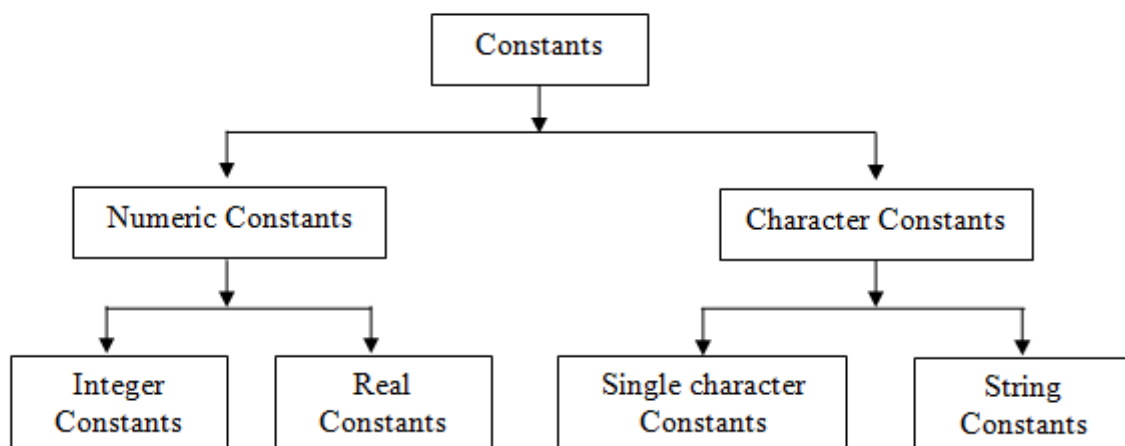 Constants
Numeric Constants
Character Constants
Integer
Constants
Real
Constants
Single character
Constants
String
Constants